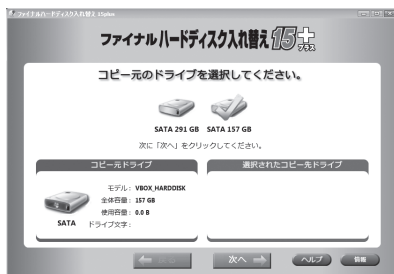 ファイナルハードディスク入れ替え 15plus
ファイナルハードディスク入れ替え 15+
プラス
コピー元のドライブを選択してください。
SATA 291 GB SATA 157 GB
次に「次へ」をクリックしてください。
コピー元ドライブ 選択されたコピー先ドライブ
モデル: VBOX_HARDDISK
全体容量: 157 GB
使用容量: 0.0 B
ドライブ文字:
SATA
次へ ヘルプ 情報